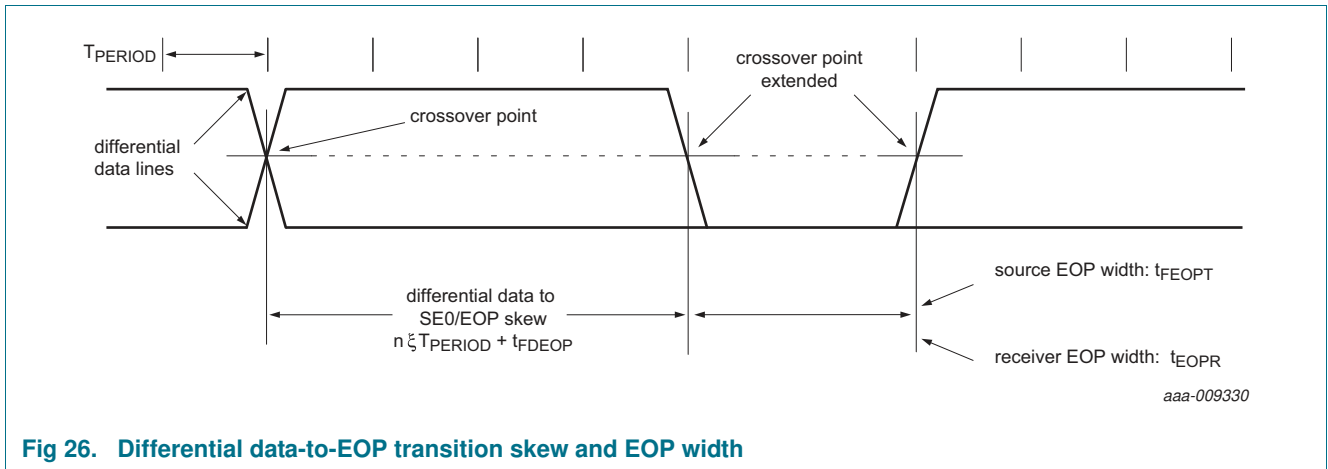 TPERIOD
crossover point
extended
crossover point
differential
data lines
differential data to
SE0/EOP skew
n ξ TPERIOD + tFDEOP
source EOP width: tFEOPT
receiver EOP width: tEOPR
aaa-009330
Fig 26. Differential data-to-EOP transition skew and EOP width